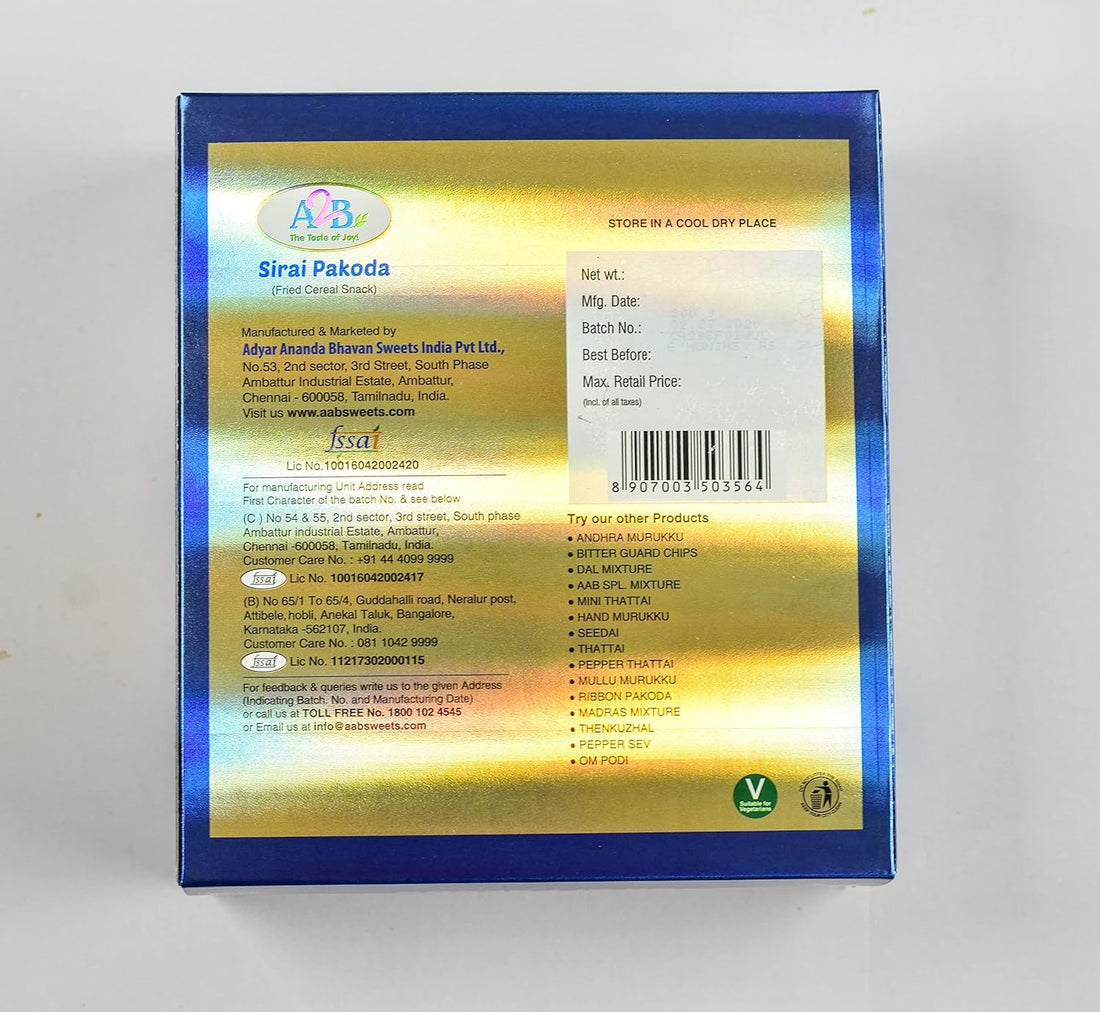 A2B
The Taste of Joy!
Sirai Pakoda
(Fried Cereal Snack)
Manufactured & Marketed by
Adyar Ananda Bhavan Sweets India Pvt Ltd.,
No.53, 2nd sector, 3rd Street, South Phase
Ambattur Industrial Estate, Ambattur,
Chennai - 600058, Tamilnadu, India.
Visit us www.aabsweets.com
fssai
Lic No.10016042002420
For manufacturing Unit Address read
First Character of the batch No. & see below
(C ) No 54 & 55, 2nd sector, 3rd street, South phase
Ambattur industrial Estate, Ambattur,
Chennai -600058, Tamilnadu, India.
Customer Care No. : +91 44 4099 9999
fssai Lic No. 10016042002417
(B) No 65/1 To 65/4, Guddahalli road, Neralur post,
Attibele, hobli, Anekal Taluk, Bangalore,
Karnataka -562107, India.
Customer Care No. : 081 1042 9999
fssai Lic No. 11217302000115
For feedback & queries write us to the given Address
(Indicating Batch. No. and Manufacturing Date)
or call us at TOLL FREE No. 1800 102 4545
or Email us at info@aabsweets.com
STORE IN A COOL DRY PLACE
Net wt.:
Mfg. Date:
Batch No.:
Best Before:
Max. Retail Price:
(Incl. of all taxes)
8 907003 503564
Try our other Products
• ANDHRA MURUKKU
• BITTER GUARD CHIPS
• DAL MIXTURE
• AAB SPL. MIXTURE
• MINI THATTAI
• HAND MURUKKU
• SEEDAI
• THATTAI
• PEPPER THATTAI
• MULLU MURUKKU
• RIBBON PAKODA
• MADRAS MIXTURE
• THENKUZHAL
• PEPPER SEV
• OM PODI
V
Suitable for
Vegetarians